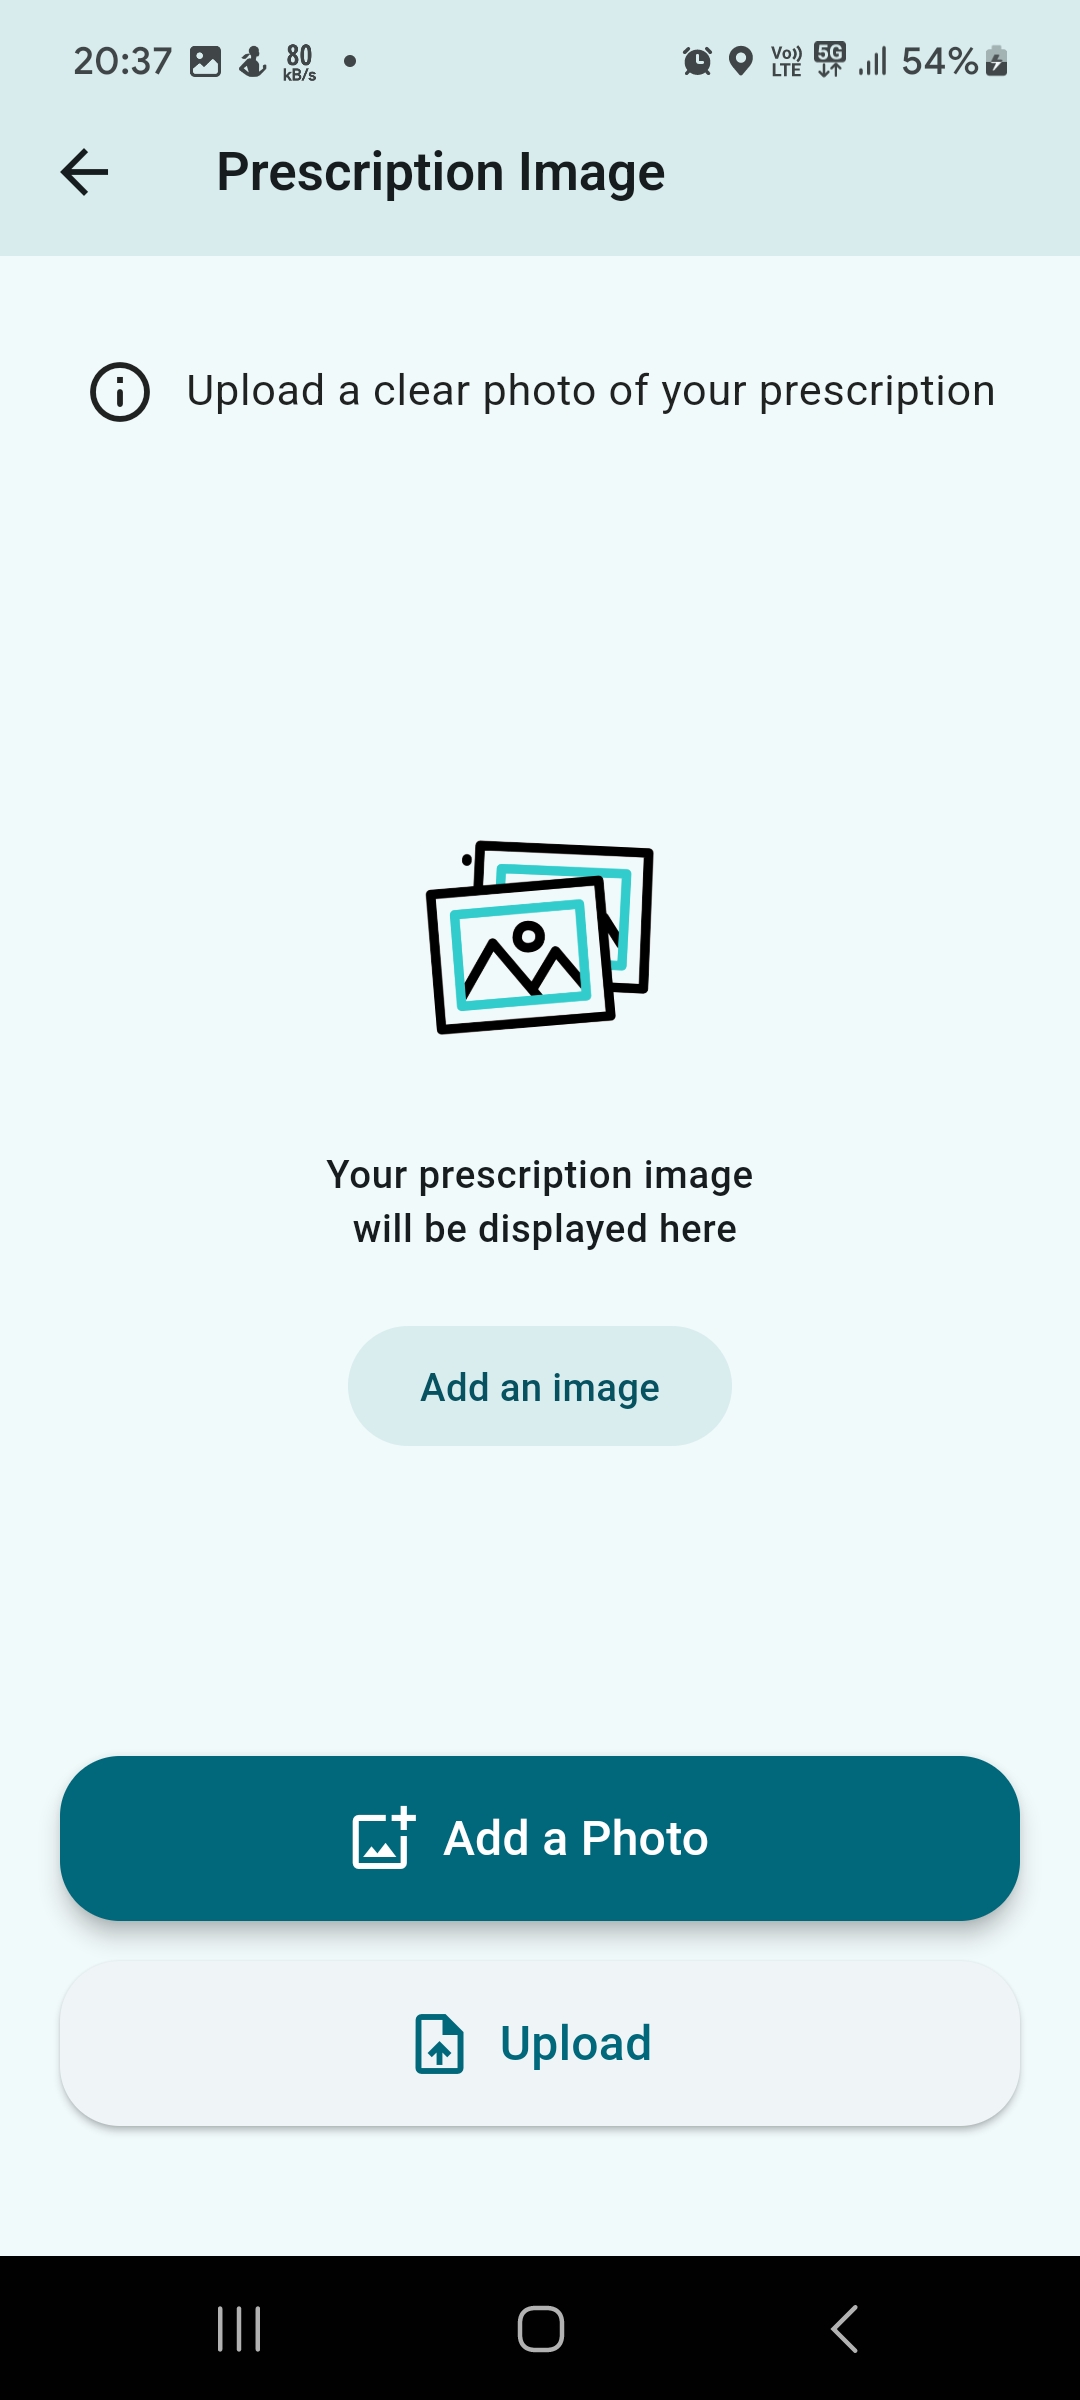 20:37 80 kB/s Vo)) LTE 5G 54%
Prescription Image
Upload a clear photo of your prescription
Your prescription image
will be displayed here
Add an image
Add a Photo
Upload